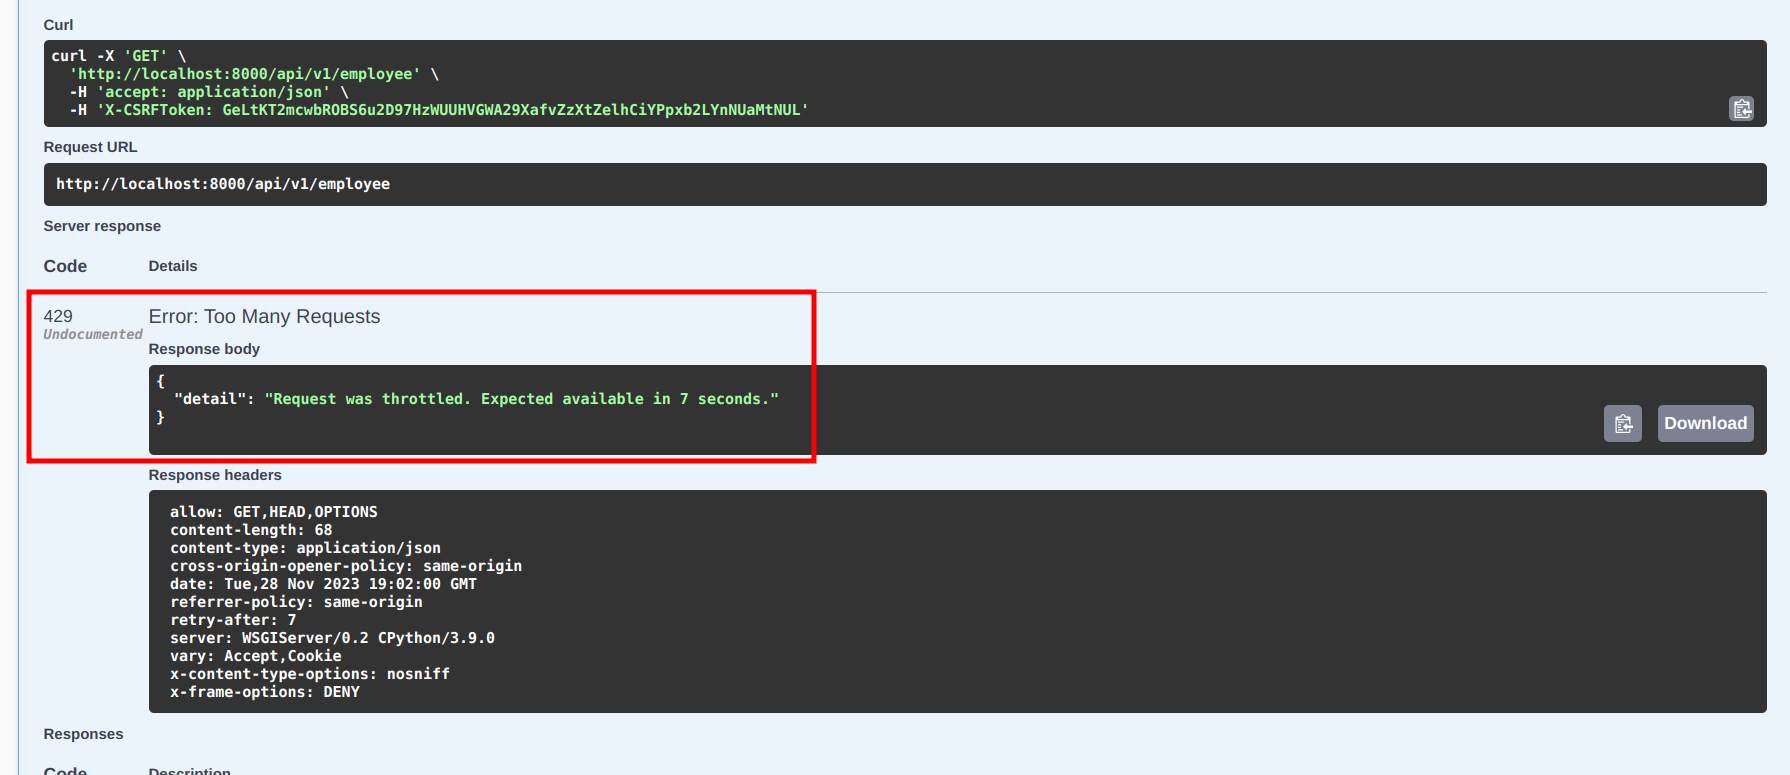 Curl
curl -X 'GET' \
'http://localhost:8000/api/v1/employee' \
-H 'accept: application/json' \
-H 'X-CSRFToken: GeLtKT2mcwbROBS6u2D97HzWUUHVGWA29XafvZzXtZelhCiYPpxb2LYnNUaMtNUL'
Request URL
http://localhost:8000/api/v1/employee
Server response
Code Details
429 Error: Too Many Requests
Undocumented
Response body
{
"detail": "Request was throttled. Expected available in 7 seconds."
}
Download
Response headers
allow: GET,HEAD,OPTIONS
content-length: 68
content-type: application/json
cross-origin-opener-policy: same-origin
date: Tue,28 Nov 2023 19:02:00 GMT
referrer-policy: same-origin
retry-after: 7
server: WSGIServer/0.2 CPython/3.9.0
vary: Accept,Cookie
x-content-type-options: nosniff
x-frame-options: DENY
Responses
Code Description